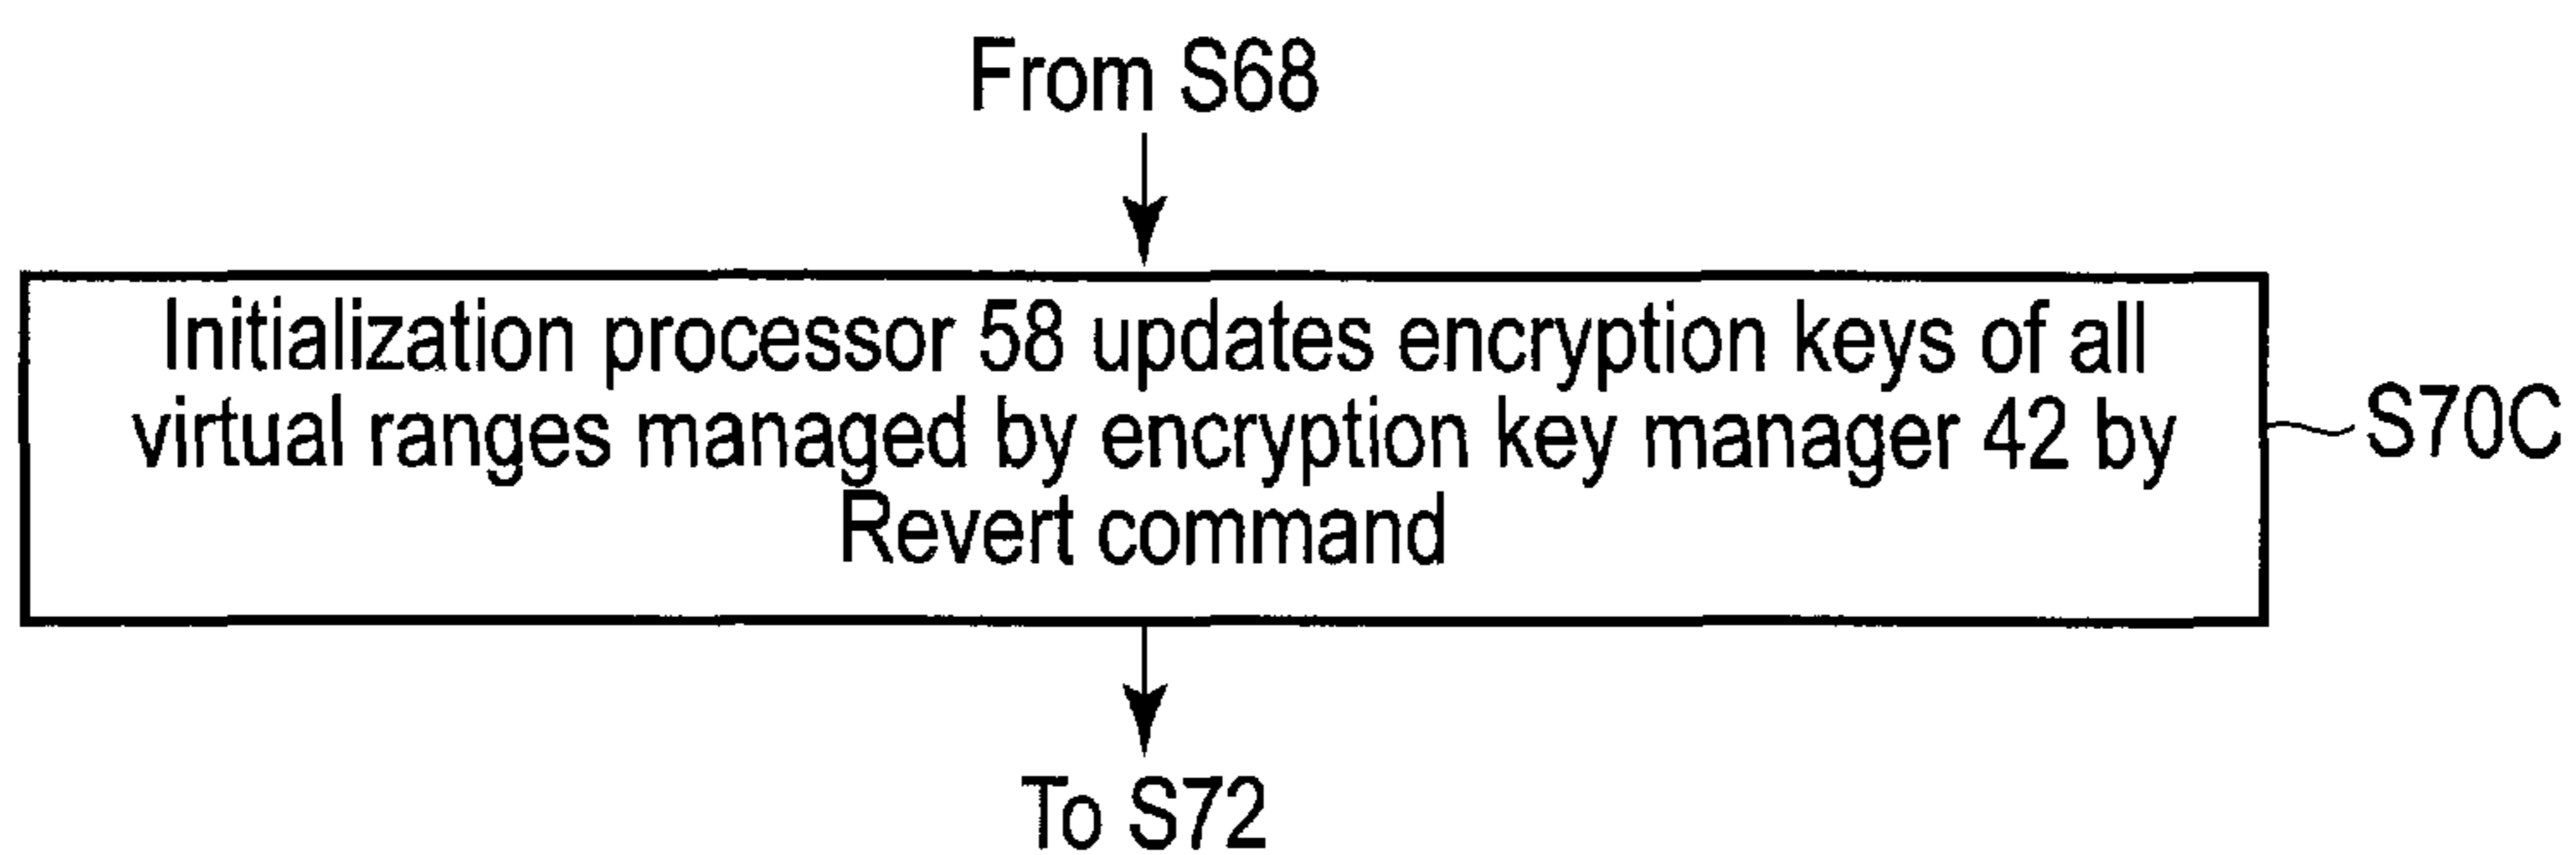 From S68
Initialization processor 58 updates encryption keys of all
virtual ranges managed by encryption key manager 42 by
Revert command
S70C
To S72